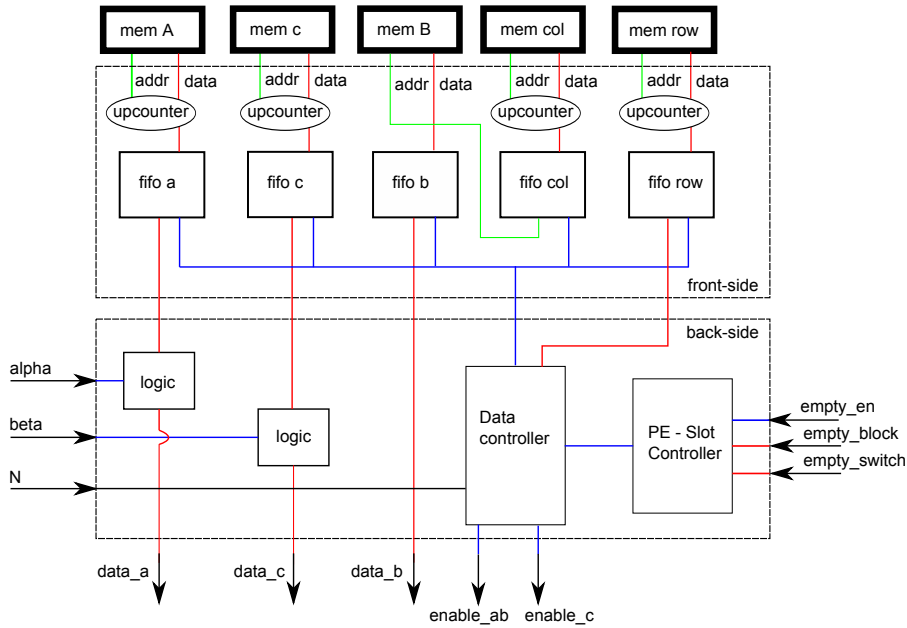 mem A
mem c
mem B
mem col
mem row
addr
data
addr
data
addr
data
addr
data
addr
data
upcounter
upcounter
upcounter
upcounter
fifo a
fifo c
fifo b
fifo col
fifo row
front-side
back-side
alpha
logic
beta
logic
Data
controller
PE - Slot
Controller
empty_en
empty_block
empty_switch
N
data_a
data_c
data_b
enable_ab
enable_c